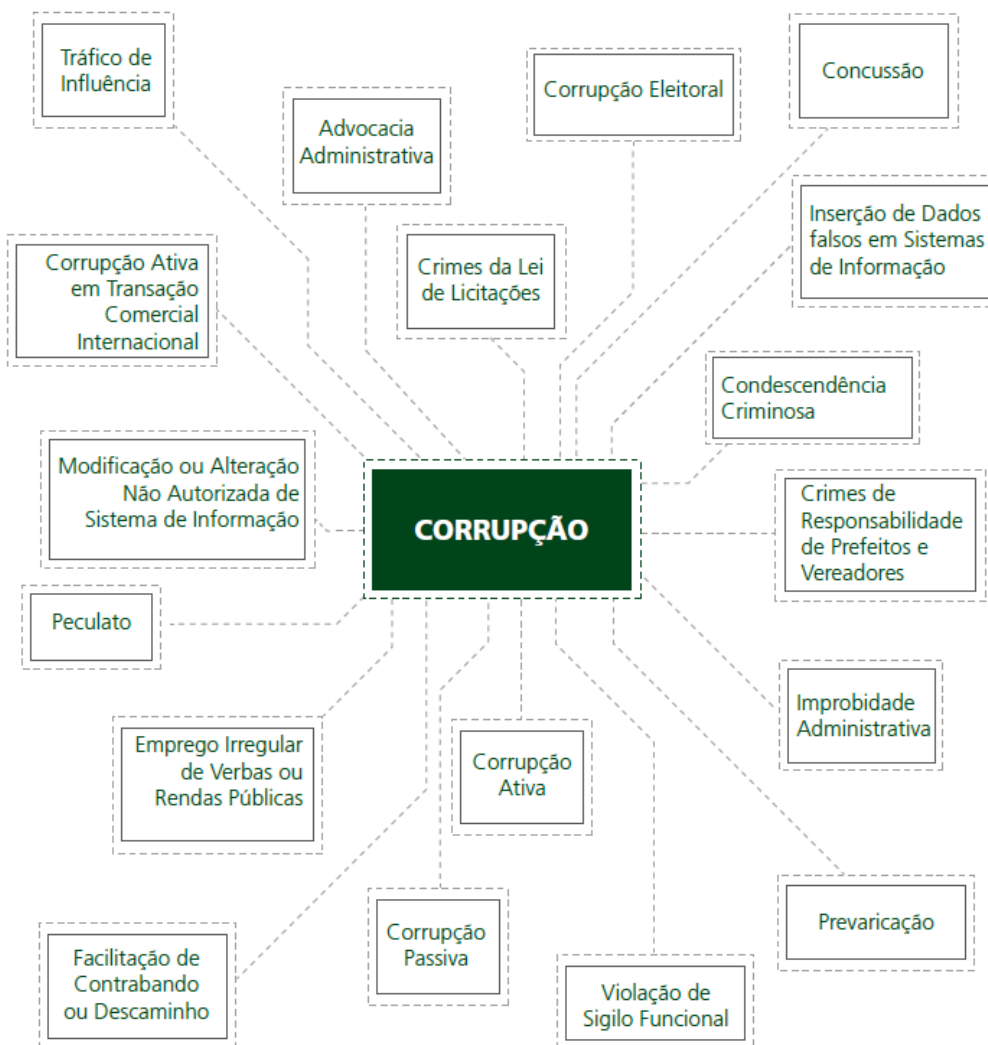 Tráfico de
Influência
Advocacia
Administrativa
Corrupção Eleitoral
Concussão
Corrupção Ativa
em Transação
Comercial
Internacional
Crimes da Lei
de Licitações
Inserção de Dados
falsos em Sistemas
de Informação
Condescendência
Criminosa
Modificação ou Alteração
Não Autorizada de
Sistema de Informação
CORRUPÇÃO
Crimes de
Responsabilidade
de Prefeitos e
Vereadores
Peculato
Improbidade
Administrativa
Emprego Irregular
de Verbas ou
Rendas Públicas
Corrupção
Ativa
Prevaricação
Facilitação de
Contrabando
ou Descaminho
Corrupção
Passiva
Violação de
Sigilo Funcional